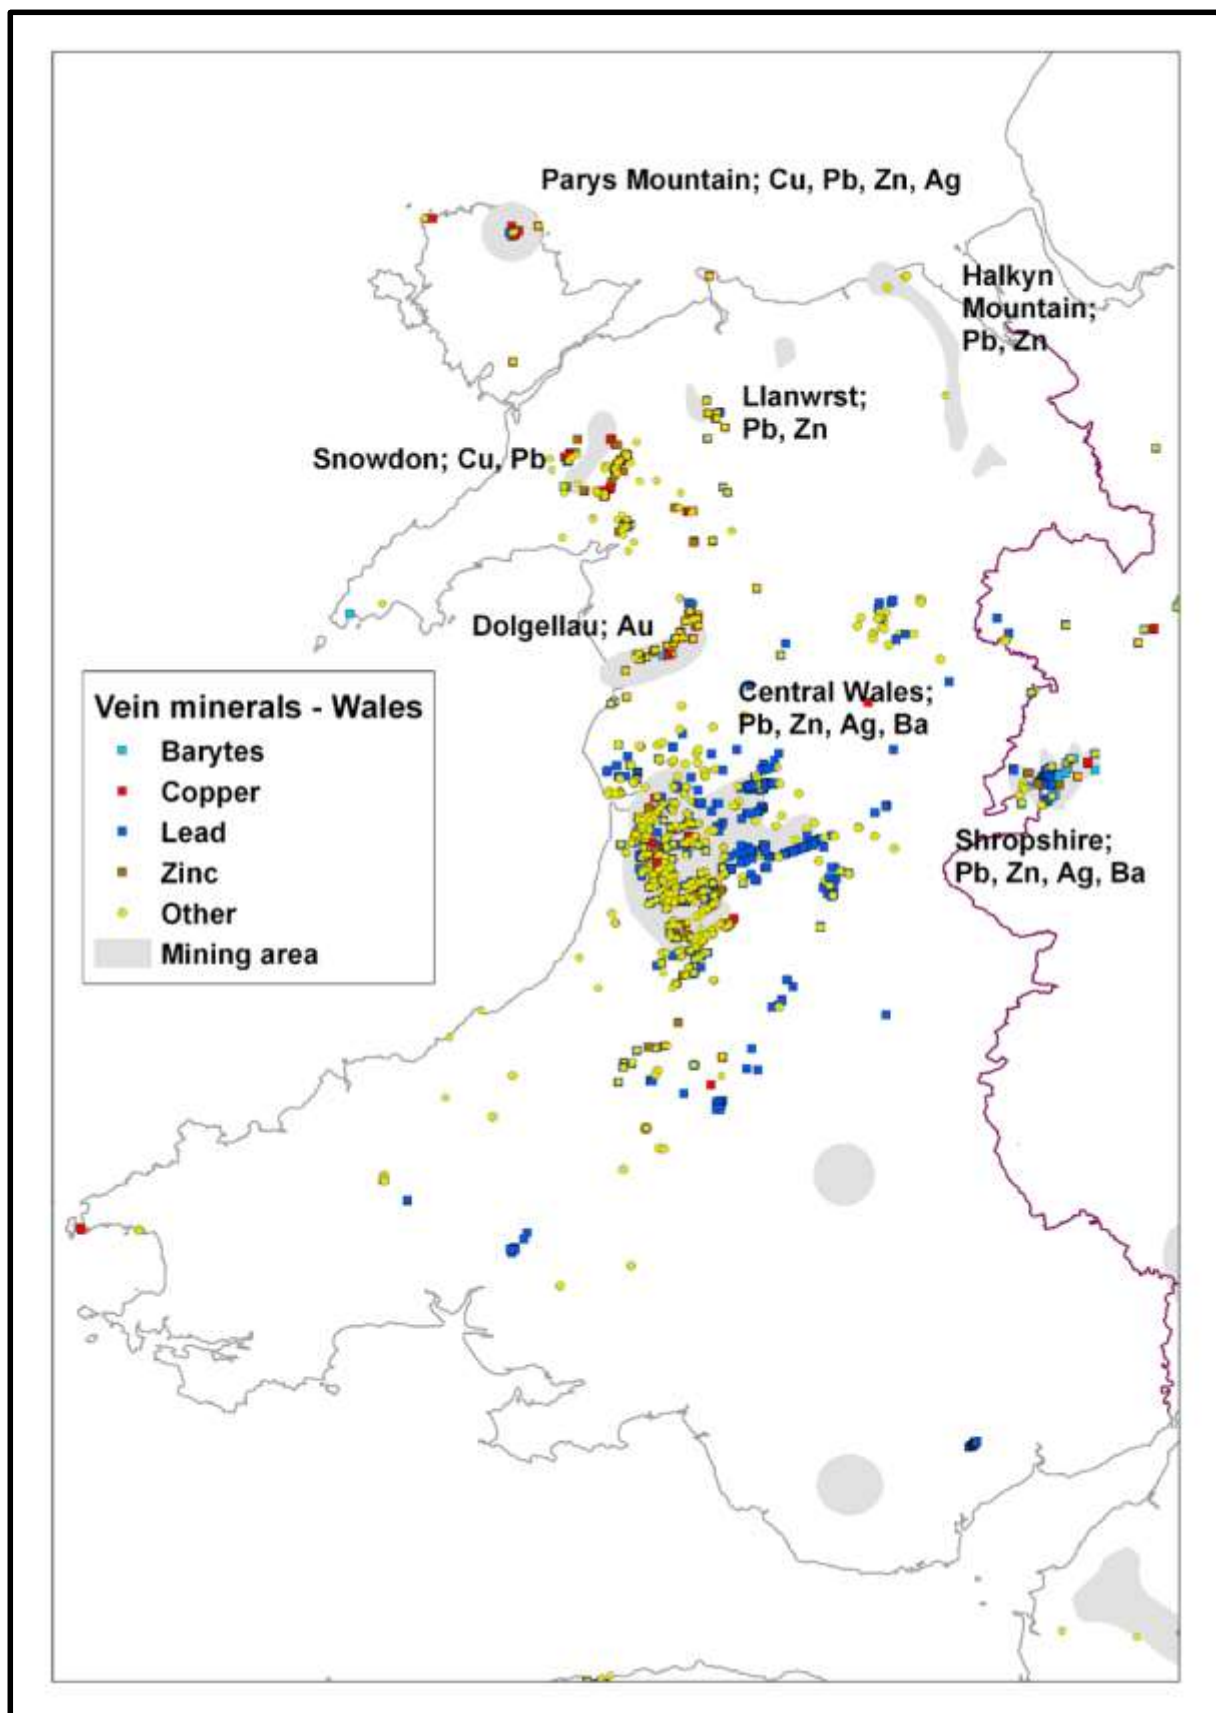 Parys Mountain; Cu, Pb, Zn, Ag
Halkyn
Mountain;
Pb, Zn
Llanwrst;
Pb, Zn
Snowdon; Cu, Pb
Dolgellau; Au
Central Wales;
Pb, Zn, Ag, Ba
Vein minerals - Wales
Barytes
Copper
Lead
Zinc
Other
Mining area
Shropshire;
Pb, Zn, Ag, Ba